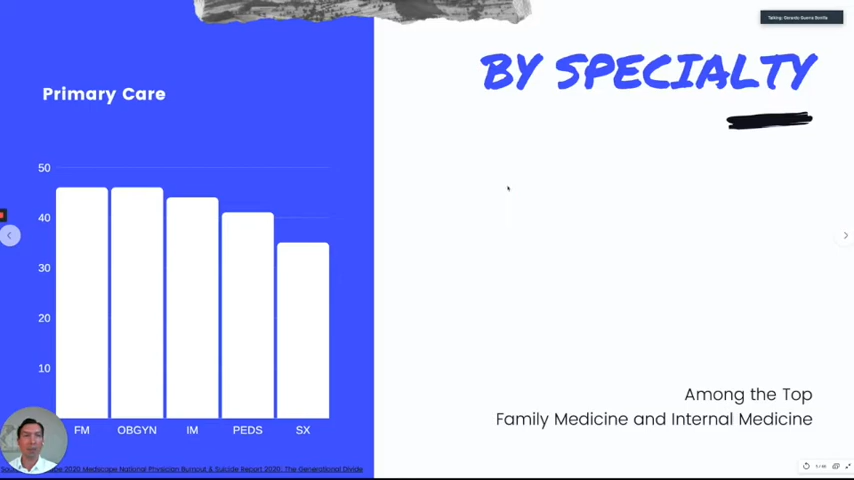 Talking: Gerardo Guerra Bonilla
BY SPECIALTY
Primary Care
50
40
30
20
10
FM OBGYN IM PEDS SX
Among the Top
Family Medicine and Internal Medicine
2020 Medscape National Physician Burnout & Suicide Report 2020: The Generational Divide